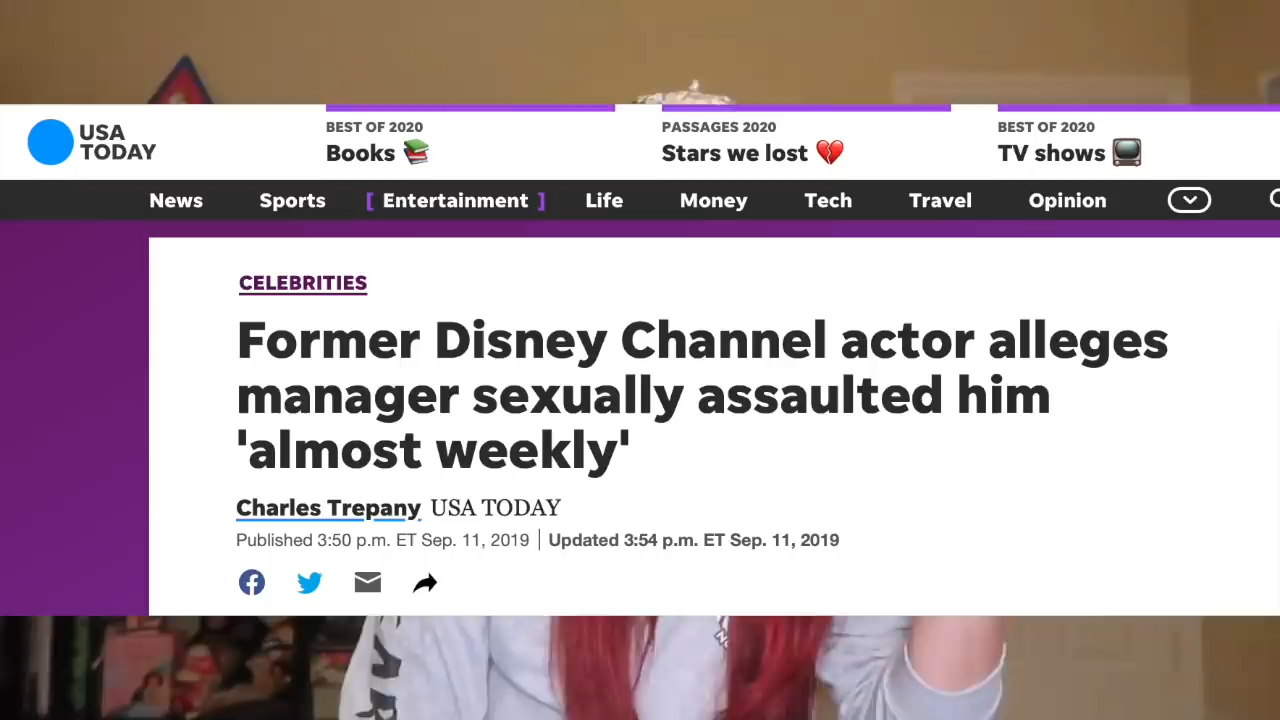 USA
TODAY
BEST OF 2020
Books
PASSAGES 2020
Stars we lost
BEST OF 2020
TV shows
News Sports [ Entertainment ] Life Money Tech Travel Opinion
CELEBRITIES
Former Disney Channel actor alleges
manager sexually assaulted him
'almost weekly'
Charles Trepany USA TODAY
Published 3:50 p.m. ET Sep. 11, 2019 | Updated 3:54 p.m. ET Sep. 11, 2019